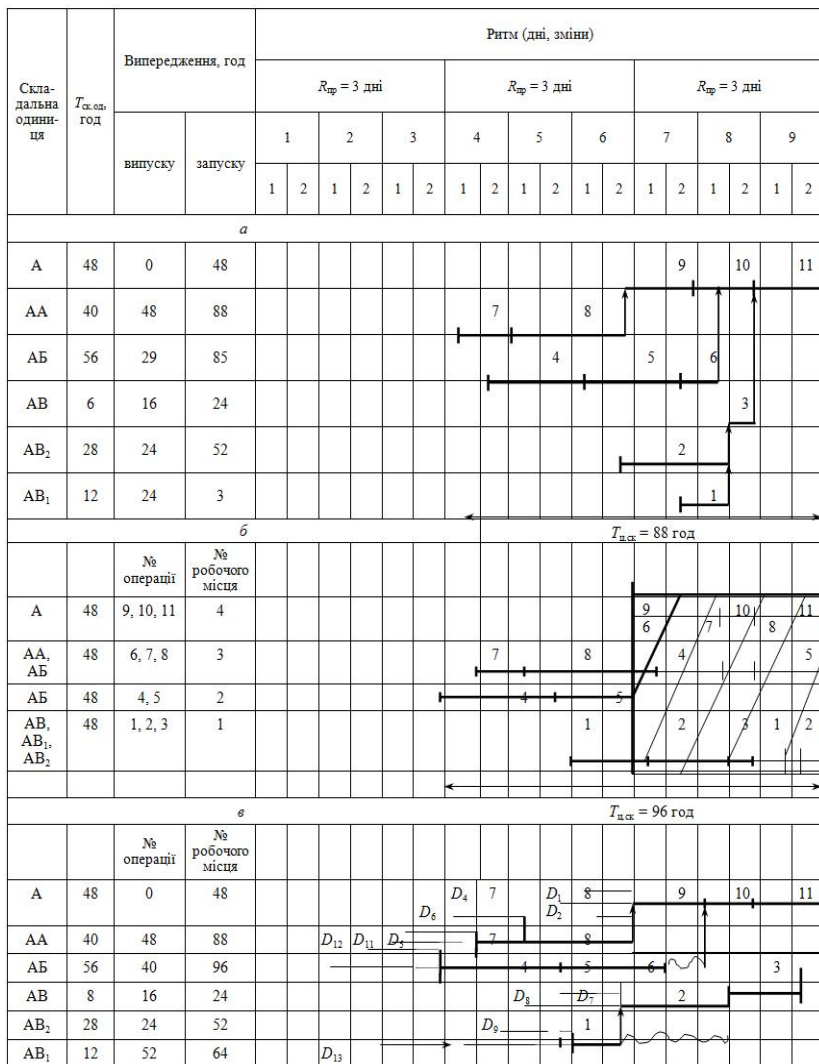 Скла-
дальна
одини-
ця
Tск.од,
год
Випередження, год
випуску
запуску
Ритм (дні, зміни)
Rпр = 3 дні Rпр = 3 дні Rпр = 3 дні
1 2 3 4 5 6 7 8 9
1 2 1 2 1 2 1 2 1 2 1 2 1 2 1 2 1 2
а
А 48 0 48 9 10 11
АА 40 48 88 7 8
АБ 56 29 85 4 5 6
АВ 6 16 24 3
АВ2 28 24 52 2
АВ1 12 24 3 1
б Tц.ск = 88 год
№
операції
№
робочого
місця
А 48 9, 10, 11 4 9 10 11
6 7 8
АА,
АБ
48 6, 7, 8 3 7 8 4 5
АБ 48 4, 5 2 4 5
АВ,
АВ1,
АВ2
48 1, 2, 3 1 1 2 3 1 2
в Tц.ск = 96 год
№
операції
№
робочого
місця
А 48 0 48 D4 7 D1 8 9 10 11
D6 D2
АА 40 48 88 D12 D11 D5 7 8
АБ 56 40 96 4 5 6 3
АВ 8 16 24 D8 D7 2
АВ2 28 24 52 D9 1
АВ1 12 52 64 D13